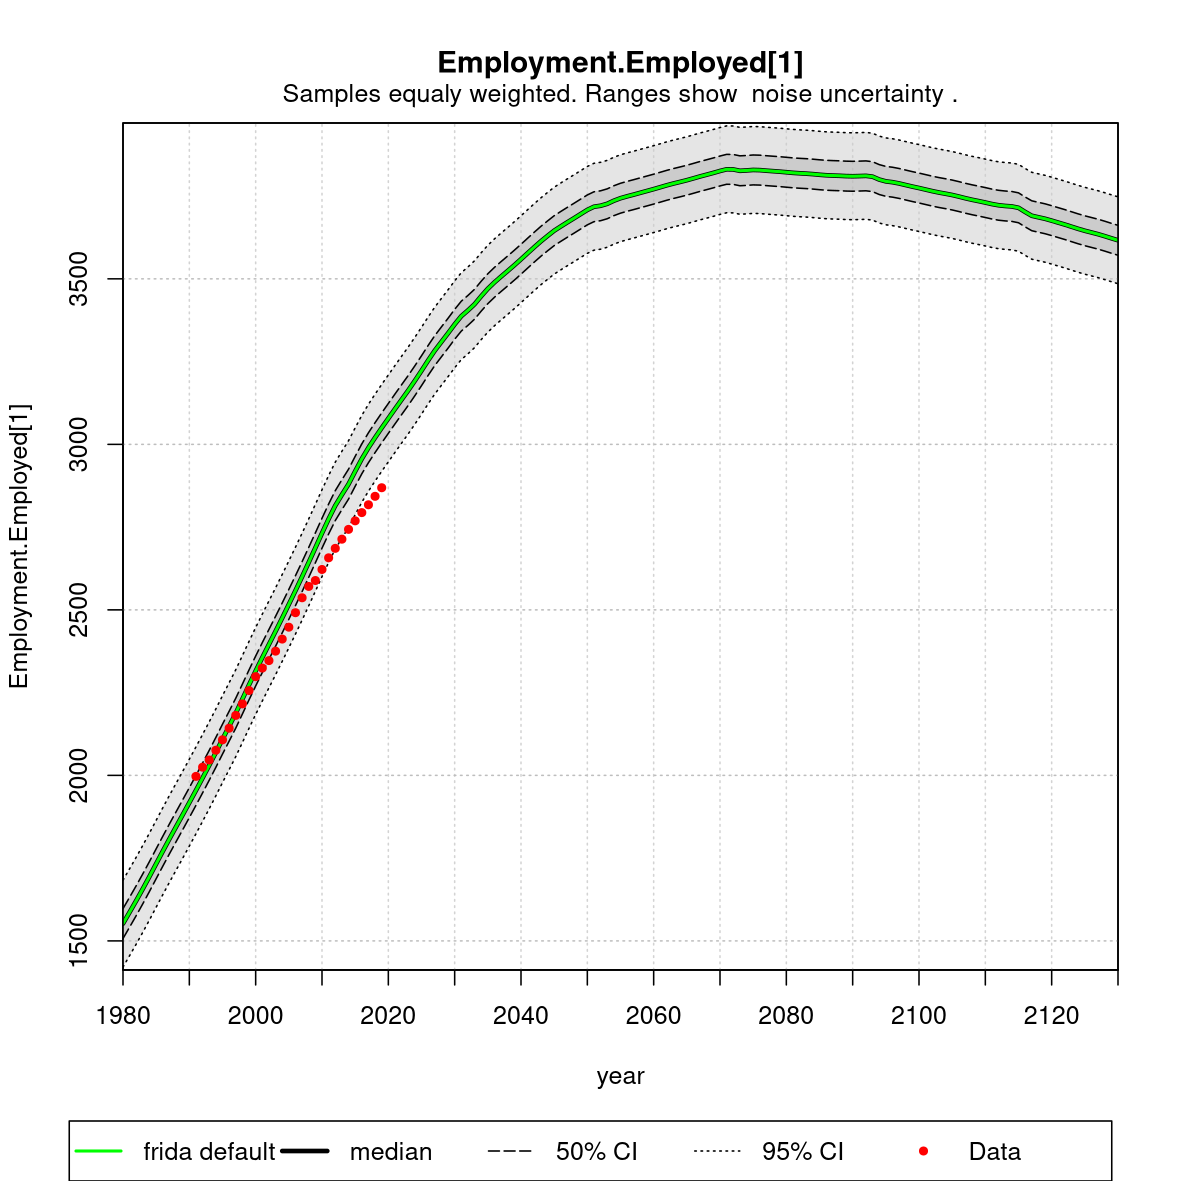 Employment.Employed[1]
Samples equaly weighted. Ranges show  noise uncertainty .
Employment.Employed[1]
3500
3000
2500
2000
1500
1980 2000 2020 2040 2060 2080 2100 2120
year
frida default median 50% CI 95% CI Data